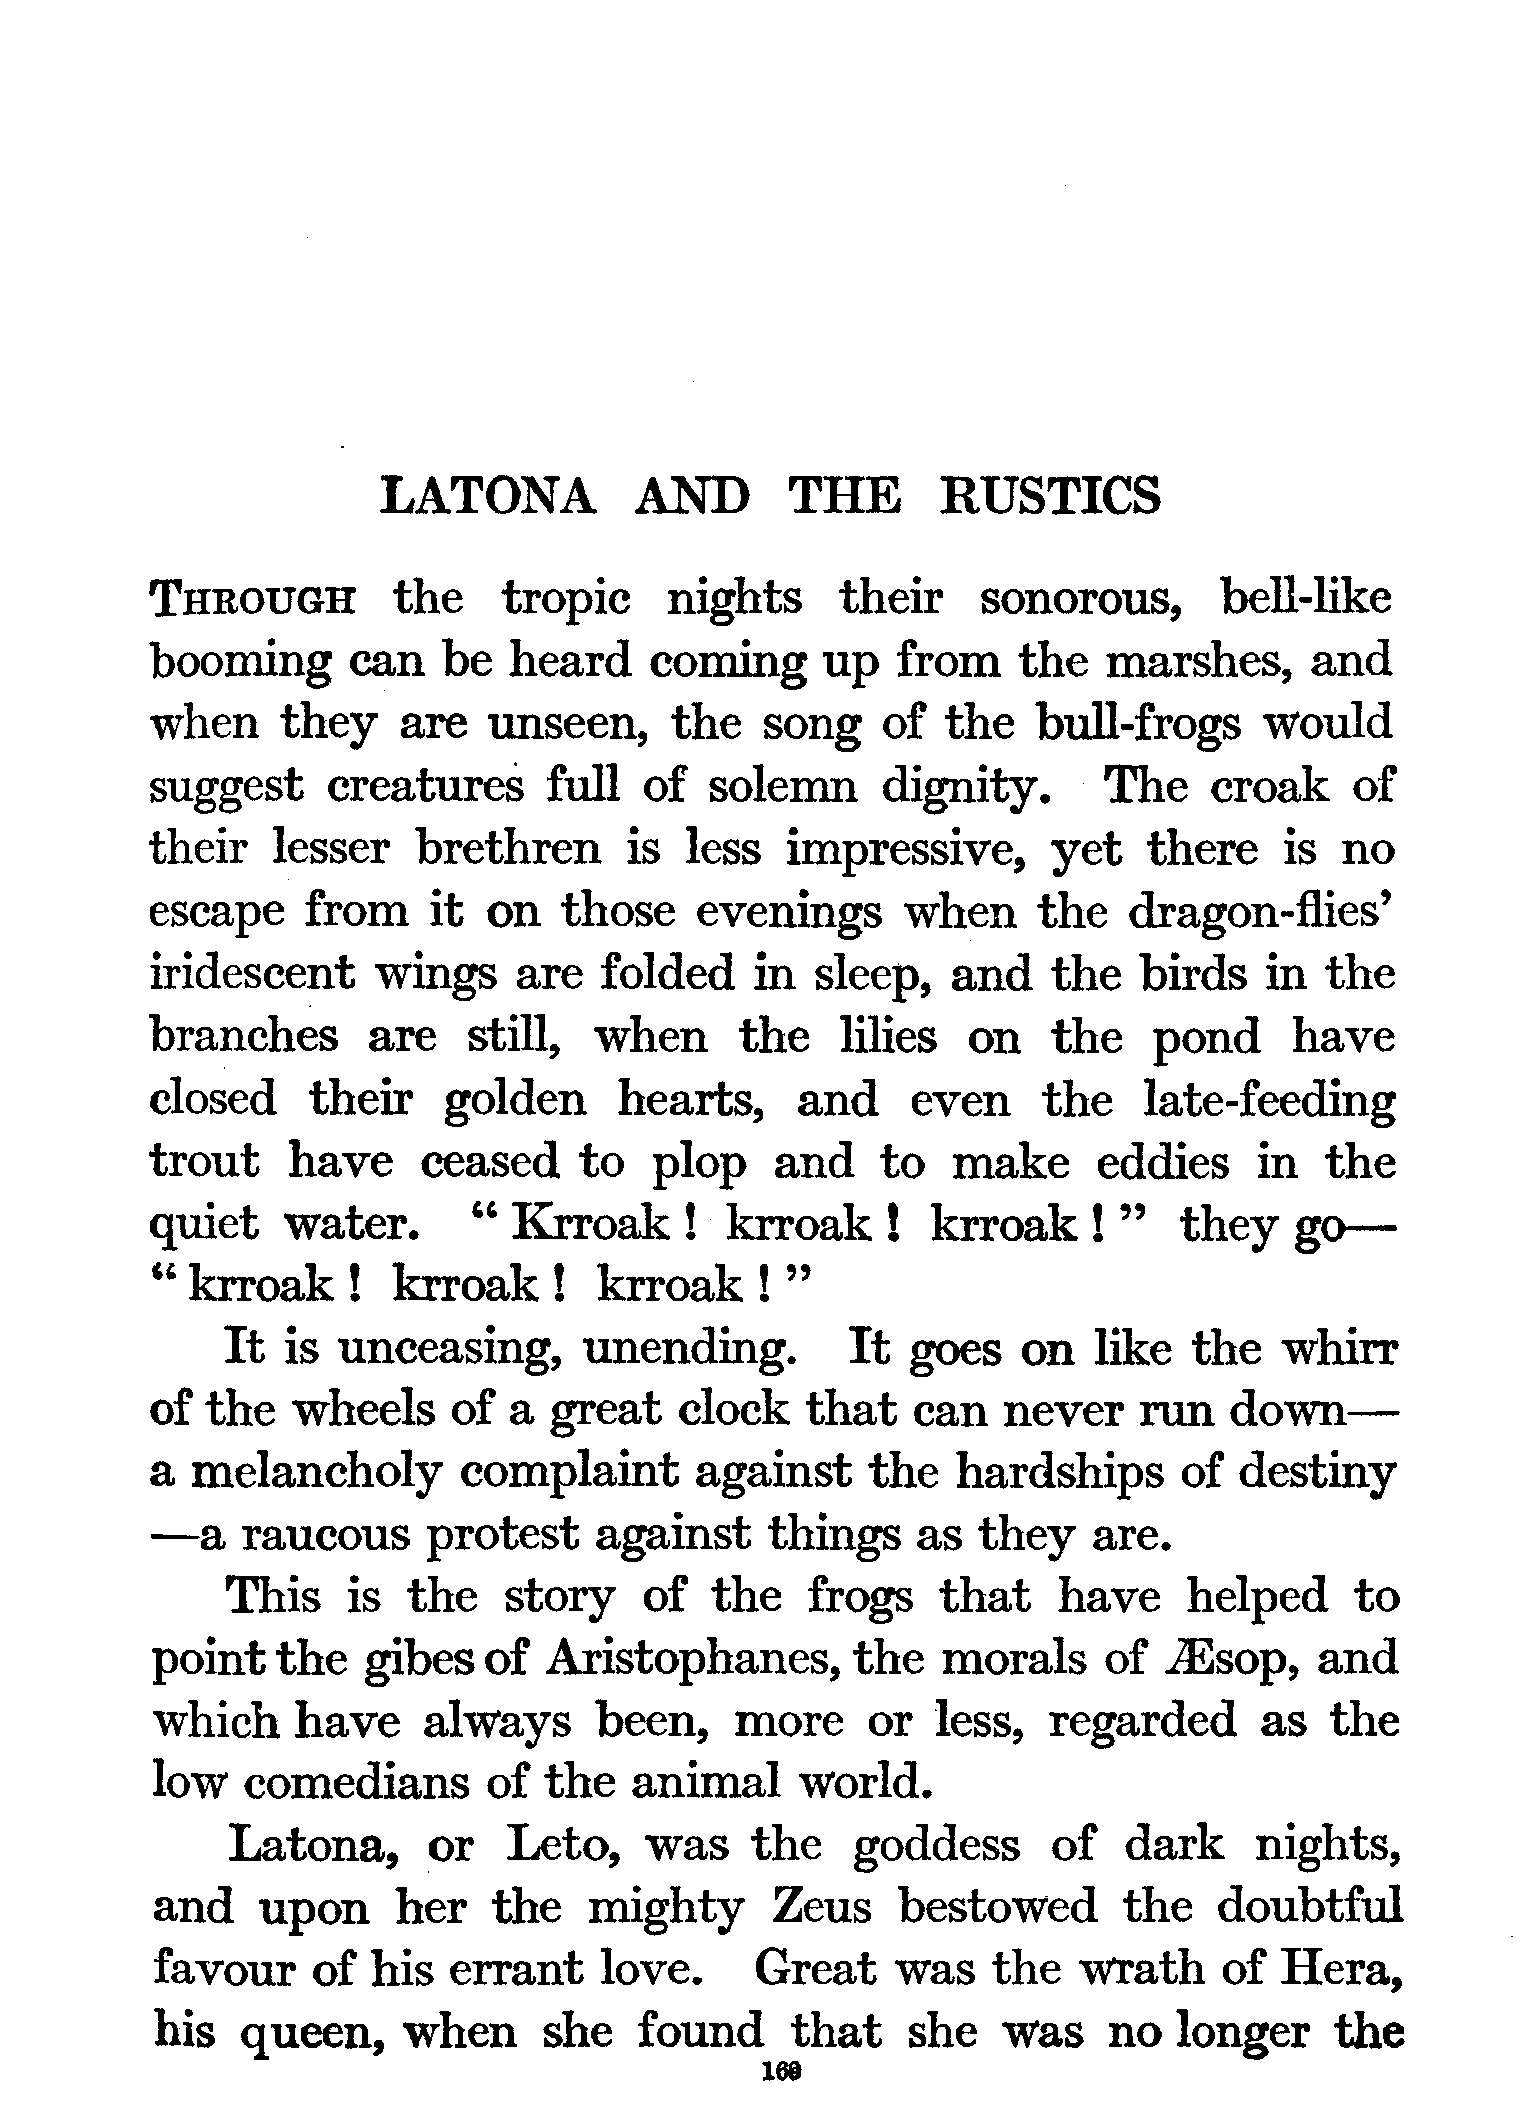 LATONA AND THE RUSTICS
THROUGH the tropic nights their sonorous, bell-like
booming can be heard coming up from the marshes, and
when they are unseen, the song of the bull-frogs would
suggest creatures full of solemn dignity. The croak of
their lesser brethren is less impressive, yet there is no
escape from it on those evenings when the dragon-flies’
iridescent wings are folded in sleep, and the birds in the
branches are still, when the lilies on the pond have
closed their golden hearts, and even the late-feeding
trout have ceased to plop and to make eddies in the
quiet water. “ Krroak ! krroak ! krroak ! ” they go—
“ krroak ! krroak ! krroak ! ”
It is unceasing, unending. It goes on like the whirr
of the wheels of a great clock that can never run down—
a melancholy complaint against the hardships of destiny
—a raucous protest against things as they are.
This is the story of the frogs that have helped to
point the gibes of Aristophanes, the morals of Æsop, and
which have always been, more or less, regarded as the
low comedians of the animal world.
Latona, or Leto, was the goddess of dark nights,
and upon her the mighty Zeus bestowed the doubtful
favour of his errant love. Great was the wrath of Hera,
his queen, when she found that she was no longer the